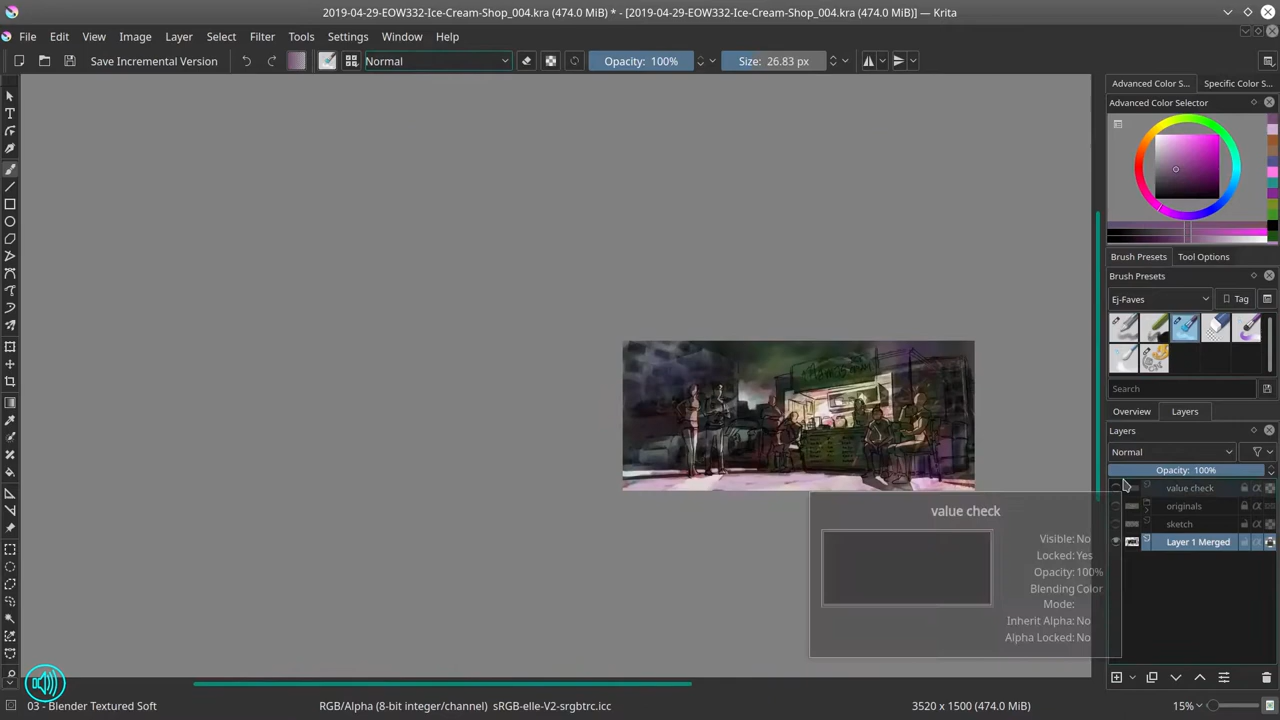 2019-04-29-EOW332-Ice-Cream-Shop_004.kra (474.0 MiB) * - [2019-04-29-EOW332-Ice-Cream-Shop_004.kra (474.0 MiB)] — Krita
File Edit View Image Layer Select Filter Tools Settings Window Help
Save Incremental Version Normal Opacity: 100% Size: 26.83 px
Advanced Color S... Specific Color S...
Advanced Color Selector
Brush Presets Tool Options
Brush Presets
Ej-Faves Tag
Search
Overview Layers
Layers
Normal
Opacity: 100%
value check
originals
sketch
Layer 1 Merged
value check
Visible: No
Locked: Yes
Opacity: 100%
Blending Color
Mode:
Inherit Alpha: No
Alpha Locked: No
03 - Blender Textured Soft RGB/Alpha (8-bit integer/channel) sRGB-elle-V2-srgbtrc.icc 3520 x 1500 (474.0 MiB) 15%